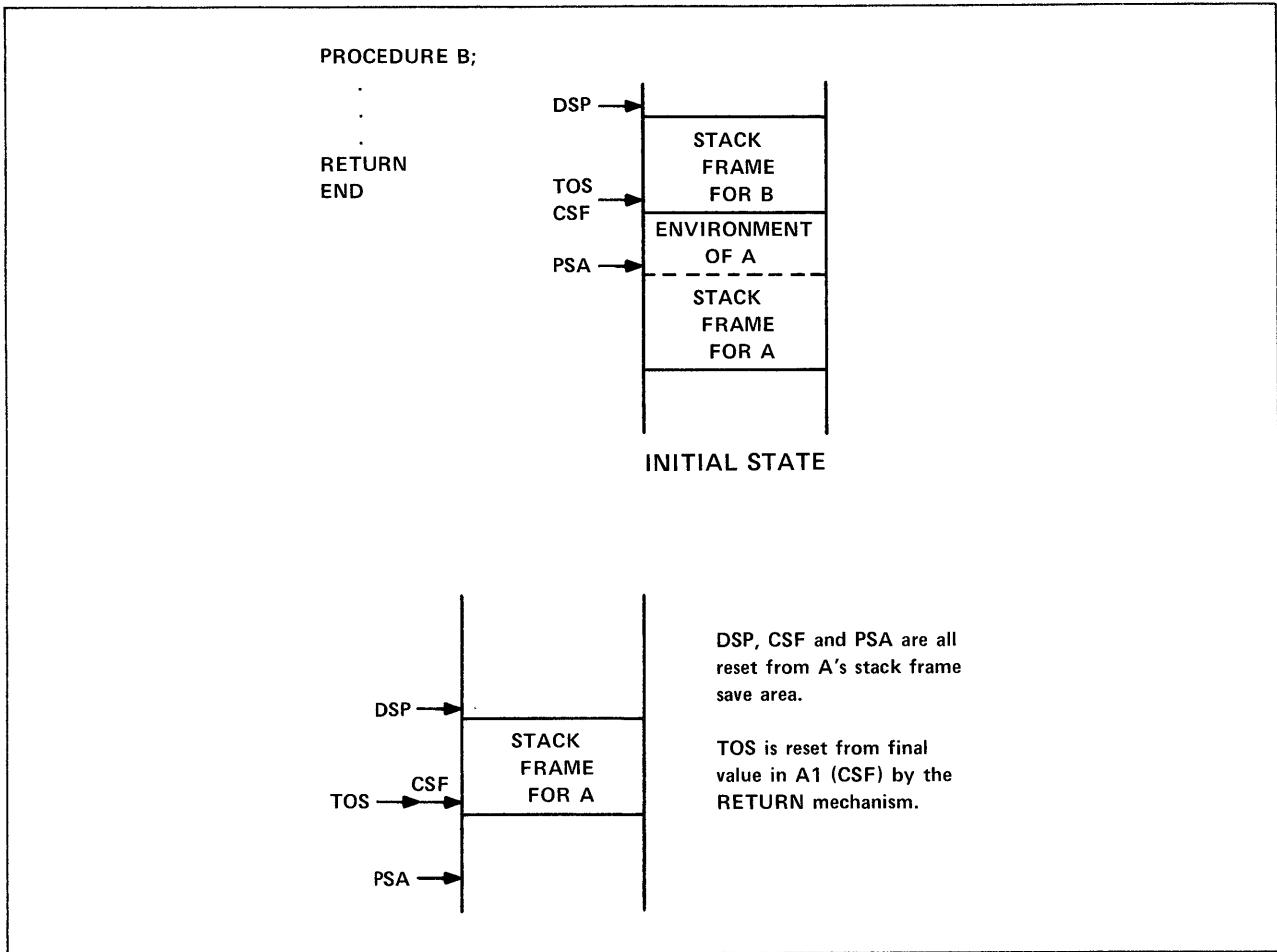 PROCEDURE B;
.
.
.
RETURN
END
DSP
STACK
FRAME
FOR B
TOS
CSF
ENVIRONMENT
OF A
PSA
STACK
FRAME
FOR A
INITIAL STATE
DSP
STACK
FRAME
FOR A
CSF
TOS
PSA
DSP, CSF and PSA are all
reset from A's stack frame
save area.
TOS is reset from final
value in A1 (CSF) by the
RETURN mechanism.